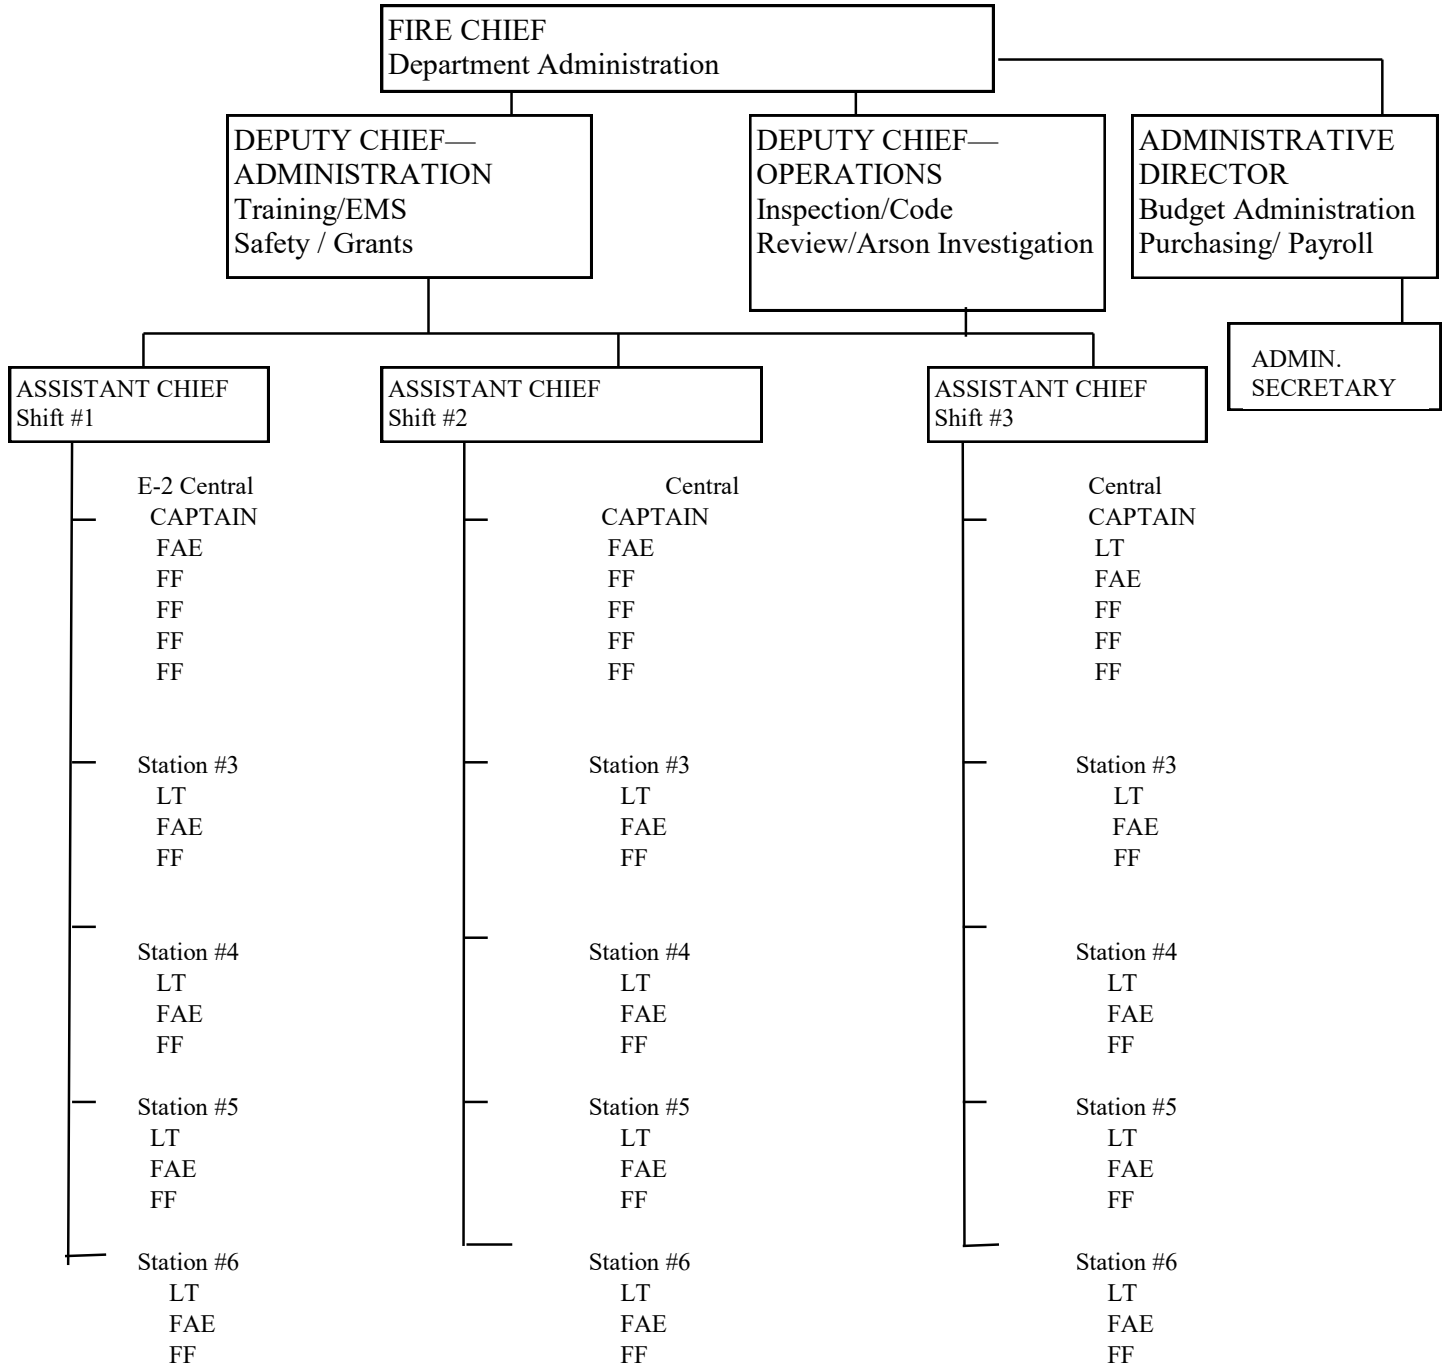 FIRE CHIEF
Department Administration
DEPUTY CHIEF—
ADMINISTRATION
Training/EMS
Safety / Grants
DEPUTY CHIEF—
OPERATIONS
Inspection/Code
Review/Arson Investigation
ADMINISTRATIVE
DIRECTOR
Budget Administration
Purchasing/ Payroll
ADMIN.
SECRETARY
ASSISTANT CHIEF
Shift #1
E-2 Central
CAPTAIN
FAE
FF
FF
FF
FF
Station #3
LT
FAE
FF
Station #4
LT
FAE
FF
Station #5
LT
FAE
FF
Station #6
LT
FAE
FF
ASSISTANT CHIEF
Shift #2
Central
CAPTAIN
FAE
FF
FF
FF
FF
Station #3
LT
FAE
FF
Station #4
LT
FAE
FF
Station #5
LT
FAE
FF
Station #6
LT
FAE
FF
ASSISTANT CHIEF
Shift #3
Central
CAPTAIN
LT
FAE
FF
FF
FF
Station #3
LT
FAE
FF
Station #4
LT
FAE
FF
Station #5
LT
FAE
FF
Station #6
LT
FAE
FF